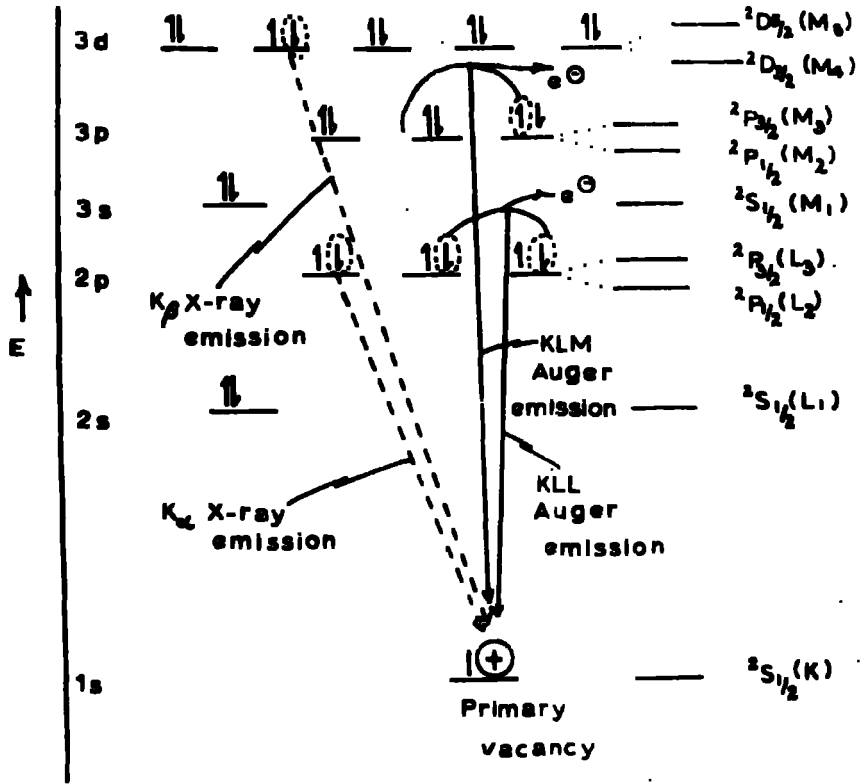 3d
3p
3s
2p
2s
1s
E
e⊖
e⊖
Kβ X-ray
emission
Kα X-ray
emission
KLM
Auger
emission
KLL
Auger
emission
+
Primary
vacancy
²D5/2 (M5)
²D3/2 (M4)
²P3/2 (M3)
²P1/2 (M2)
²S1/2 (M1)
²P3/2 (L3)
²P1/2 (L2)
²S1/2 (L1)
²S1/2 (K)